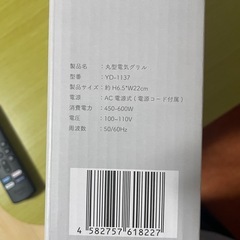 製品名：丸型電気グリル
型番：YD-1137
製品サイズ：約H6.5*W22cm
電源：AC電源式(電源コード付属)
消費電力：450-600W
電圧：100-110V
周波数：50/60Hz
4 582757 618227